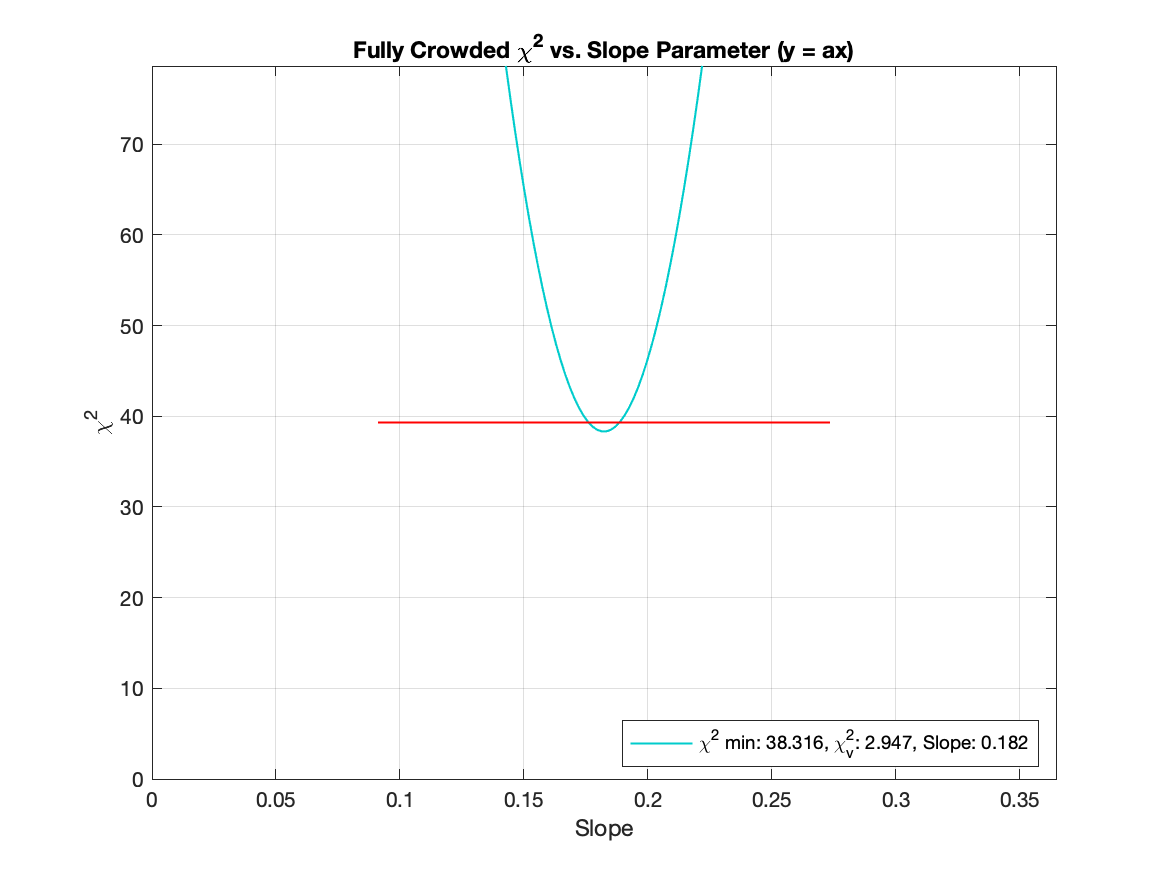 Fully Crowded χ² vs. Slope Parameter (y = ax)
χ²
70
60
50
40
30
20
10
0
χ² min: 38.316, χ²ᵥ: 2.947, Slope: 0.182
0 0.05 0.1 0.15 0.2 0.25 0.3 0.35
Slope